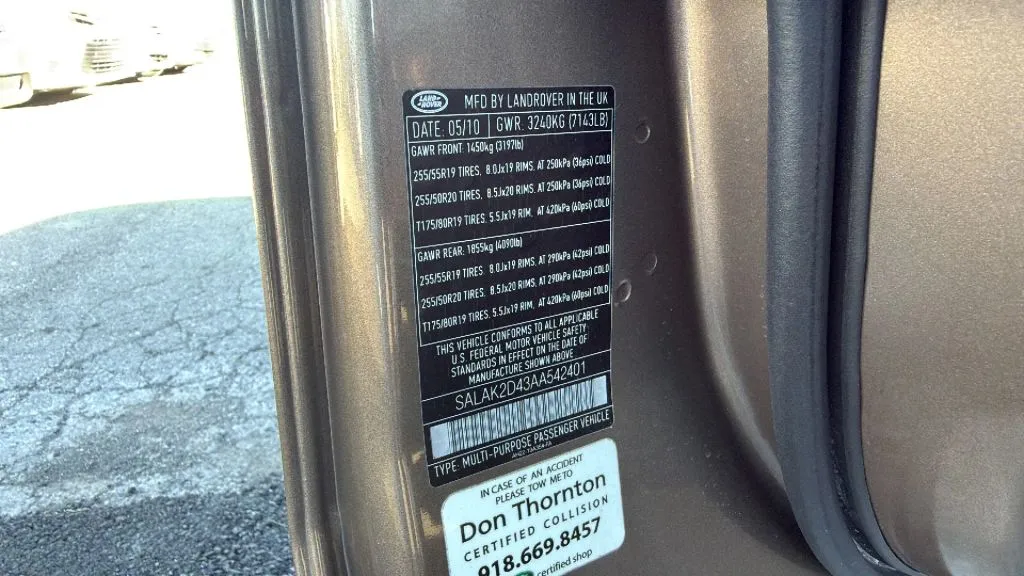 LAND ROVER
MFD BY LANDROVER IN THE UK
DATE: 05/10 GWR. 3240KG (7143LB)
GAWR FRONT: 1450kg (3197lb)
255/55R19 TIRES, 8.0Jx19 RIMS, AT 250kPa (36psi) COLD
255/50R20 TIRES, 8.5Jx20 RIMS, AT 250kPa (36psi) COLD
T175/80R19 TIRES. 5.5Jx19 RIM, AT 420kPa (60psi) COLD
GAWR REAR: 1855kg (4090lb)
255/55R19 TIRES, 8.0Jx19 RIMS, AT 290kPa (42psi) COLD
255/50R20 TIRES, 8.5Jx20 RIMS, AT 290kPa (42psi) COLD
T175/80R19 TIRES. 5.5Jx19 RIM, AT 420kPa (60psi) COLD
THIS VEHICLE CONFORMS TO ALL APPLICABLE
U.S. FEDERAL MOTOR VEHICLE SAFETY
STANDARDS IN EFFECT ON THE DATE OF
MANUFACTURE SHOWN ABOVE
SALAK2D43AA542401
TYPE: MULTI-PURPOSE PASSENGER VEHICLE
IN CASE OF AN ACCIDENT
PLEASE TOW ME TO
Don Thornton
CERTIFIED COLLISION
918.669.8457
certified shop